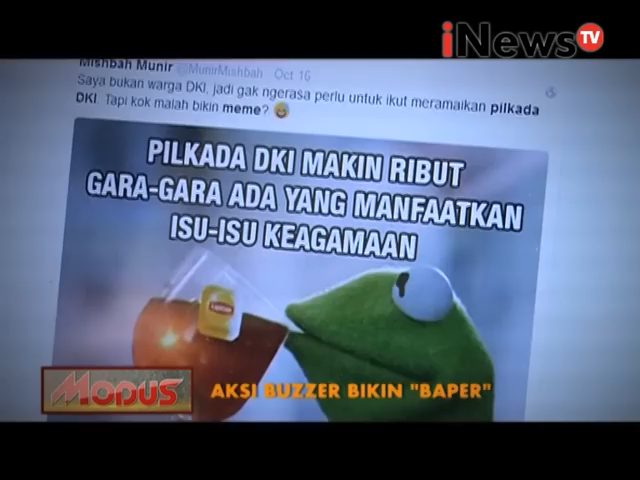 iNews TV
Mishbah Munir @MunirMishbah Oct 16
Saya bukan warga DKI, jadi gak ngerasa perlu untuk ikut meramaikan pilkada
DKI. Tapi kok malah bikin meme?
PILKADA DKI MAKIN RIBUT
GARA-GARA ADA YANG MANFAATKAN
ISU-ISU KEAGAMAAN
Lipton
MODUS
AKSI BUZZER BIKIN "BAPER"